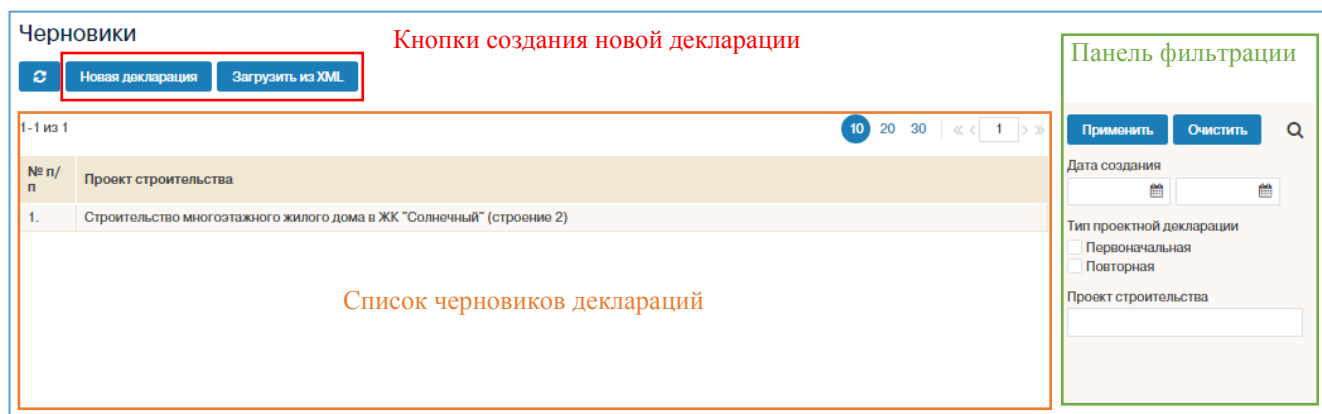 Черновики
Кнопки создания новой декларации
Новая декларация Загрузить из XML
1-1 из 1
10 20 30 « < 1 > »
№ п/
п
Проект строительства
1. Строительство многоэтажного жилого дома в ЖК "Солнечный" (строение 2)
Список черновиков деклараций
Панель фильтрации
Применить Очистить
Дата создания
Тип проектной декларации
Первоначальная
Повторная
Проект строительства